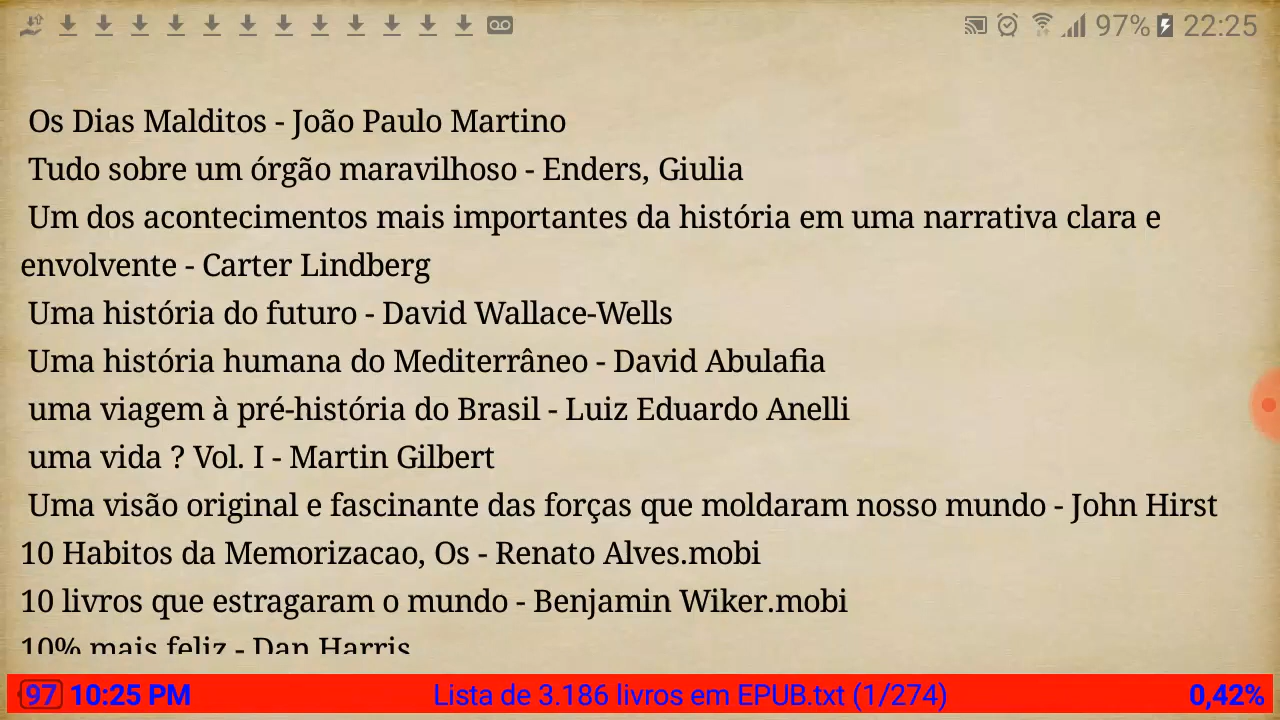 97% 22:25
Os Dias Malditos - João Paulo Martino
Tudo sobre um órgão maravilhoso - Enders, Giulia
Um dos acontecimentos mais importantes da história em uma narrativa clara e
envolvente - Carter Lindberg
Uma história do futuro - David Wallace-Wells
Uma história humana do Mediterrâneo - David Abulafia
uma viagem à pré-história do Brasil - Luiz Eduardo Anelli
uma vida ? Vol. I - Martin Gilbert
Uma visão original e fascinante das forças que moldaram nosso mundo - John Hirst
10 Habitos da Memorizacao, Os - Renato Alves.mobi
10 livros que estragaram o mundo - Benjamin Wiker.mobi
10% mais feliz - Dan Harris
97 10:25 PM Lista de 3.186 livros em EPUB.txt (1/274) 0,42%